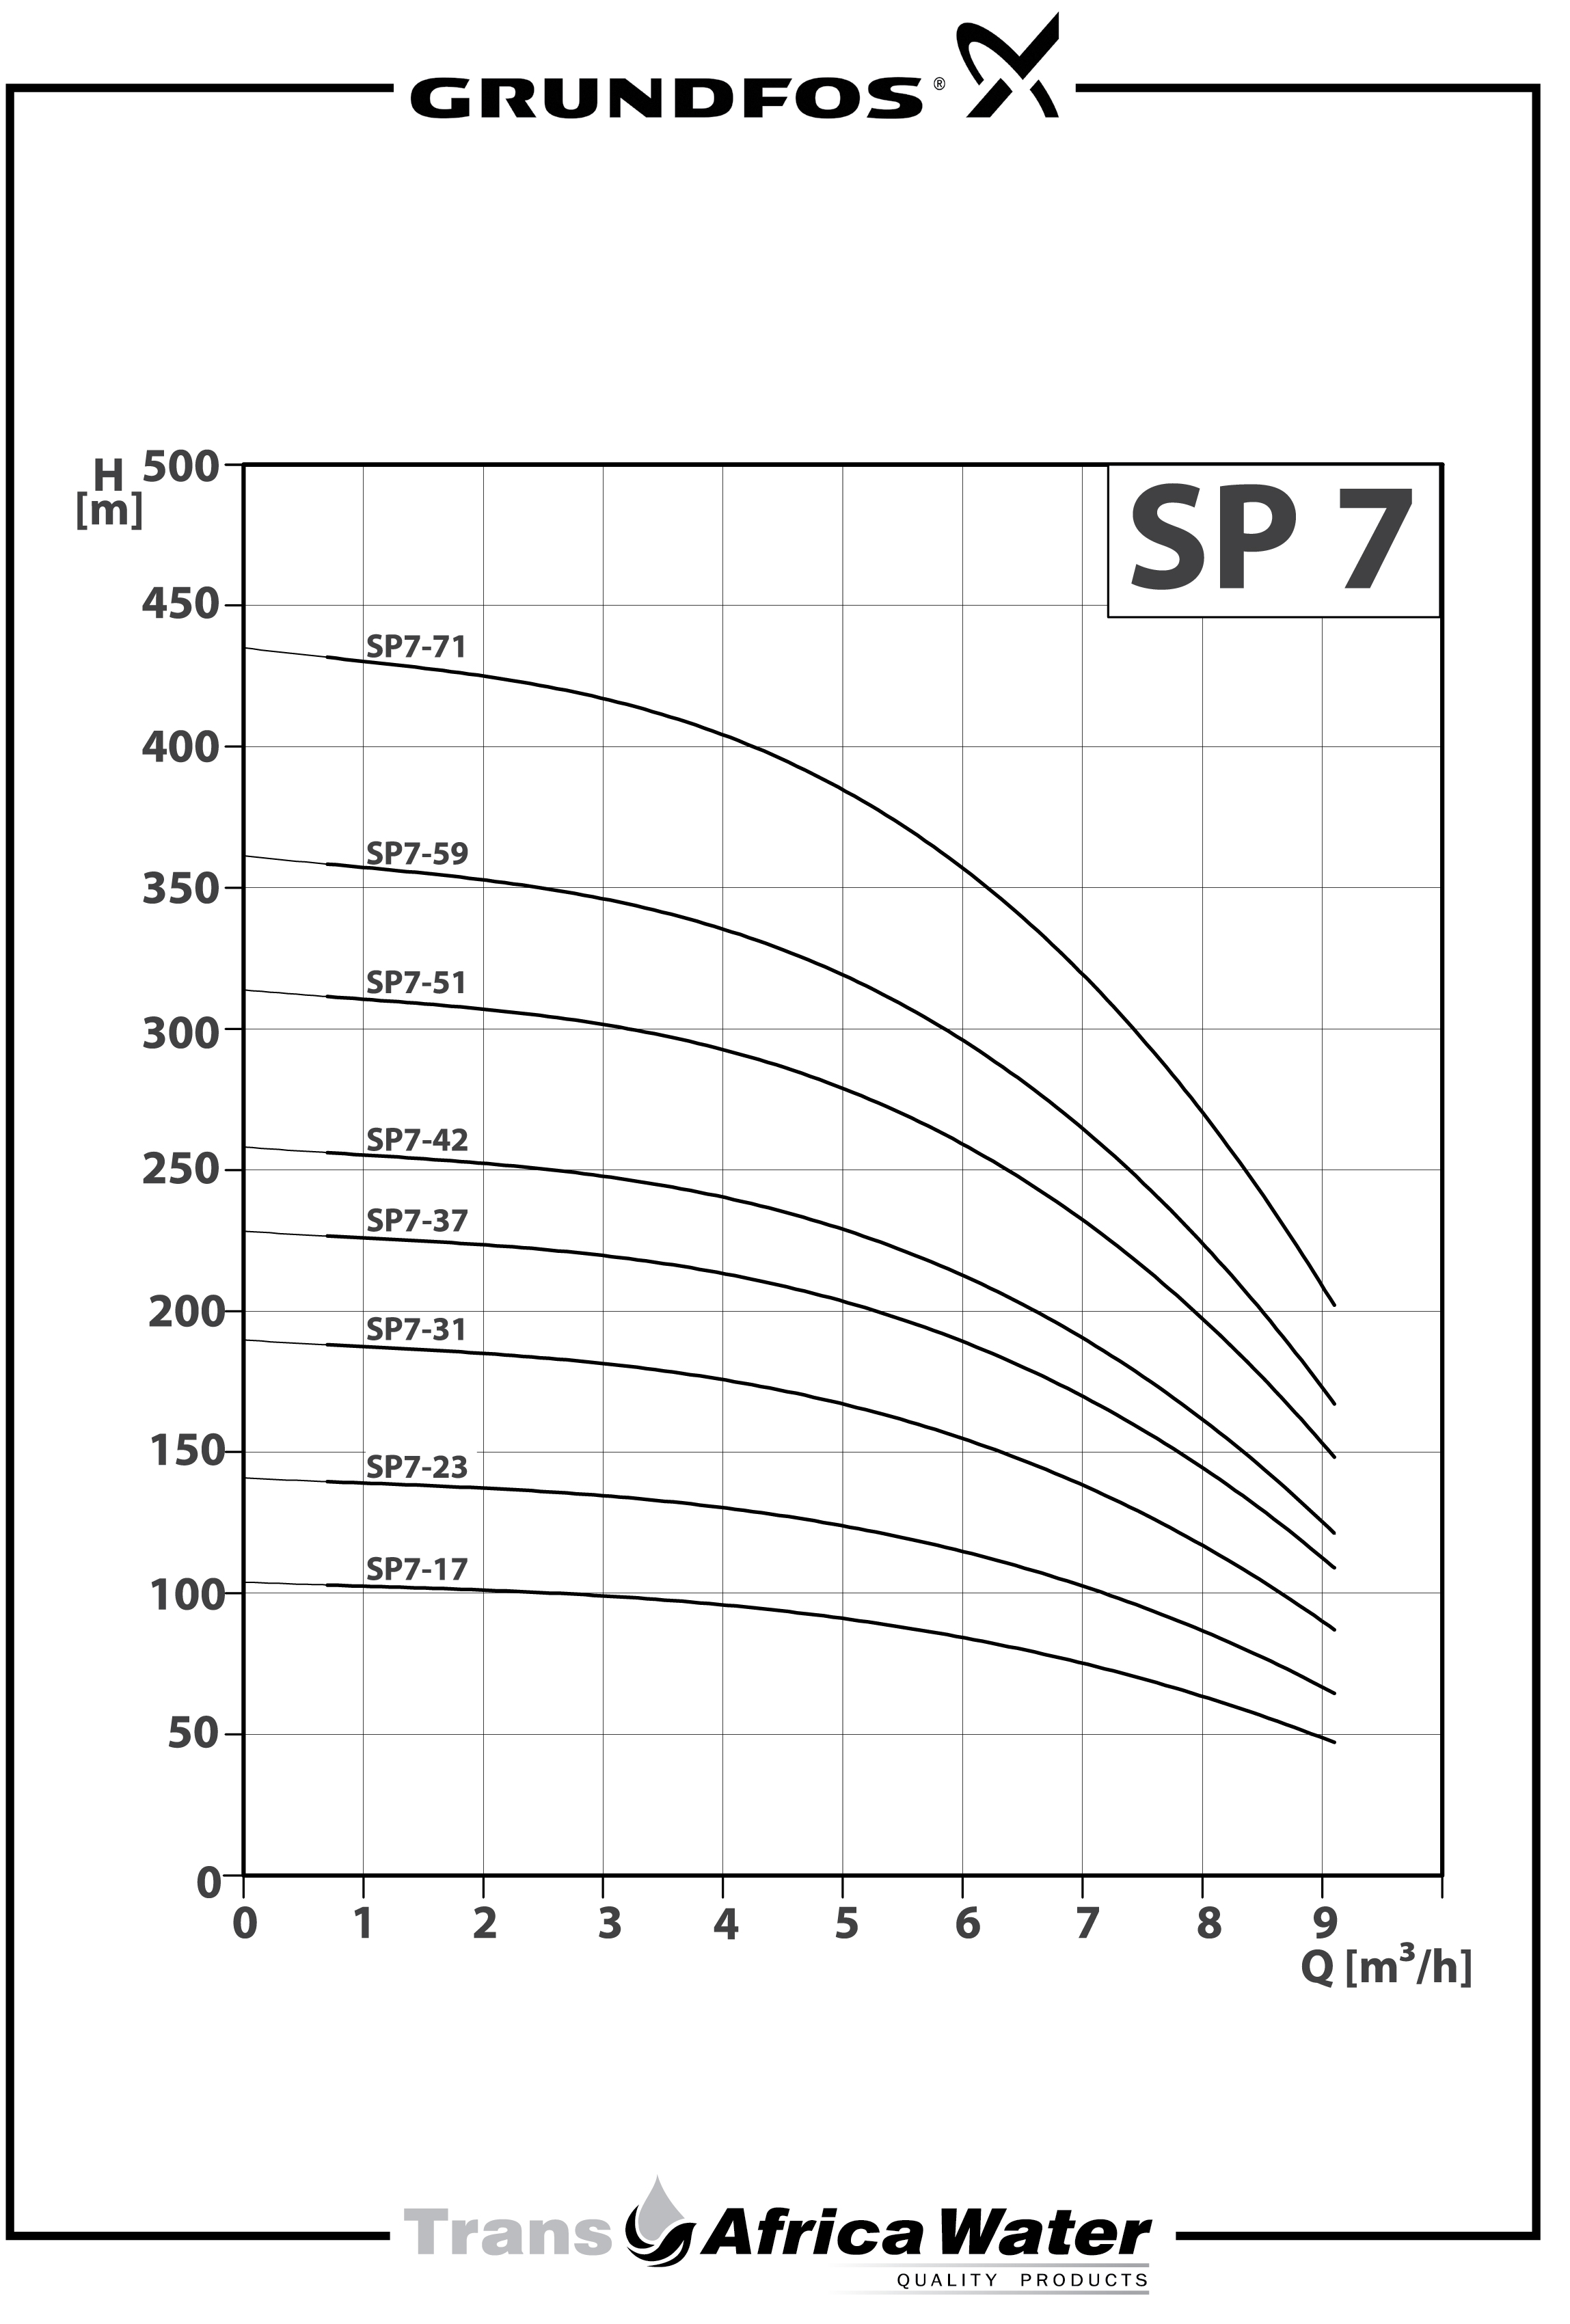 GRUNDFOS®
H
[m]
500
SP 7
450
SP7-71
400
SP7-59
350
SP7-51
300
SP7-42
250
SP7-37
200
SP7-31
150
SP7-23
SP7-17
100
50
0
0 1 2 3 4 5 6 7 8 9
Q [m³/h]
Trans AfricaWater
QUALITY PRODUCTS